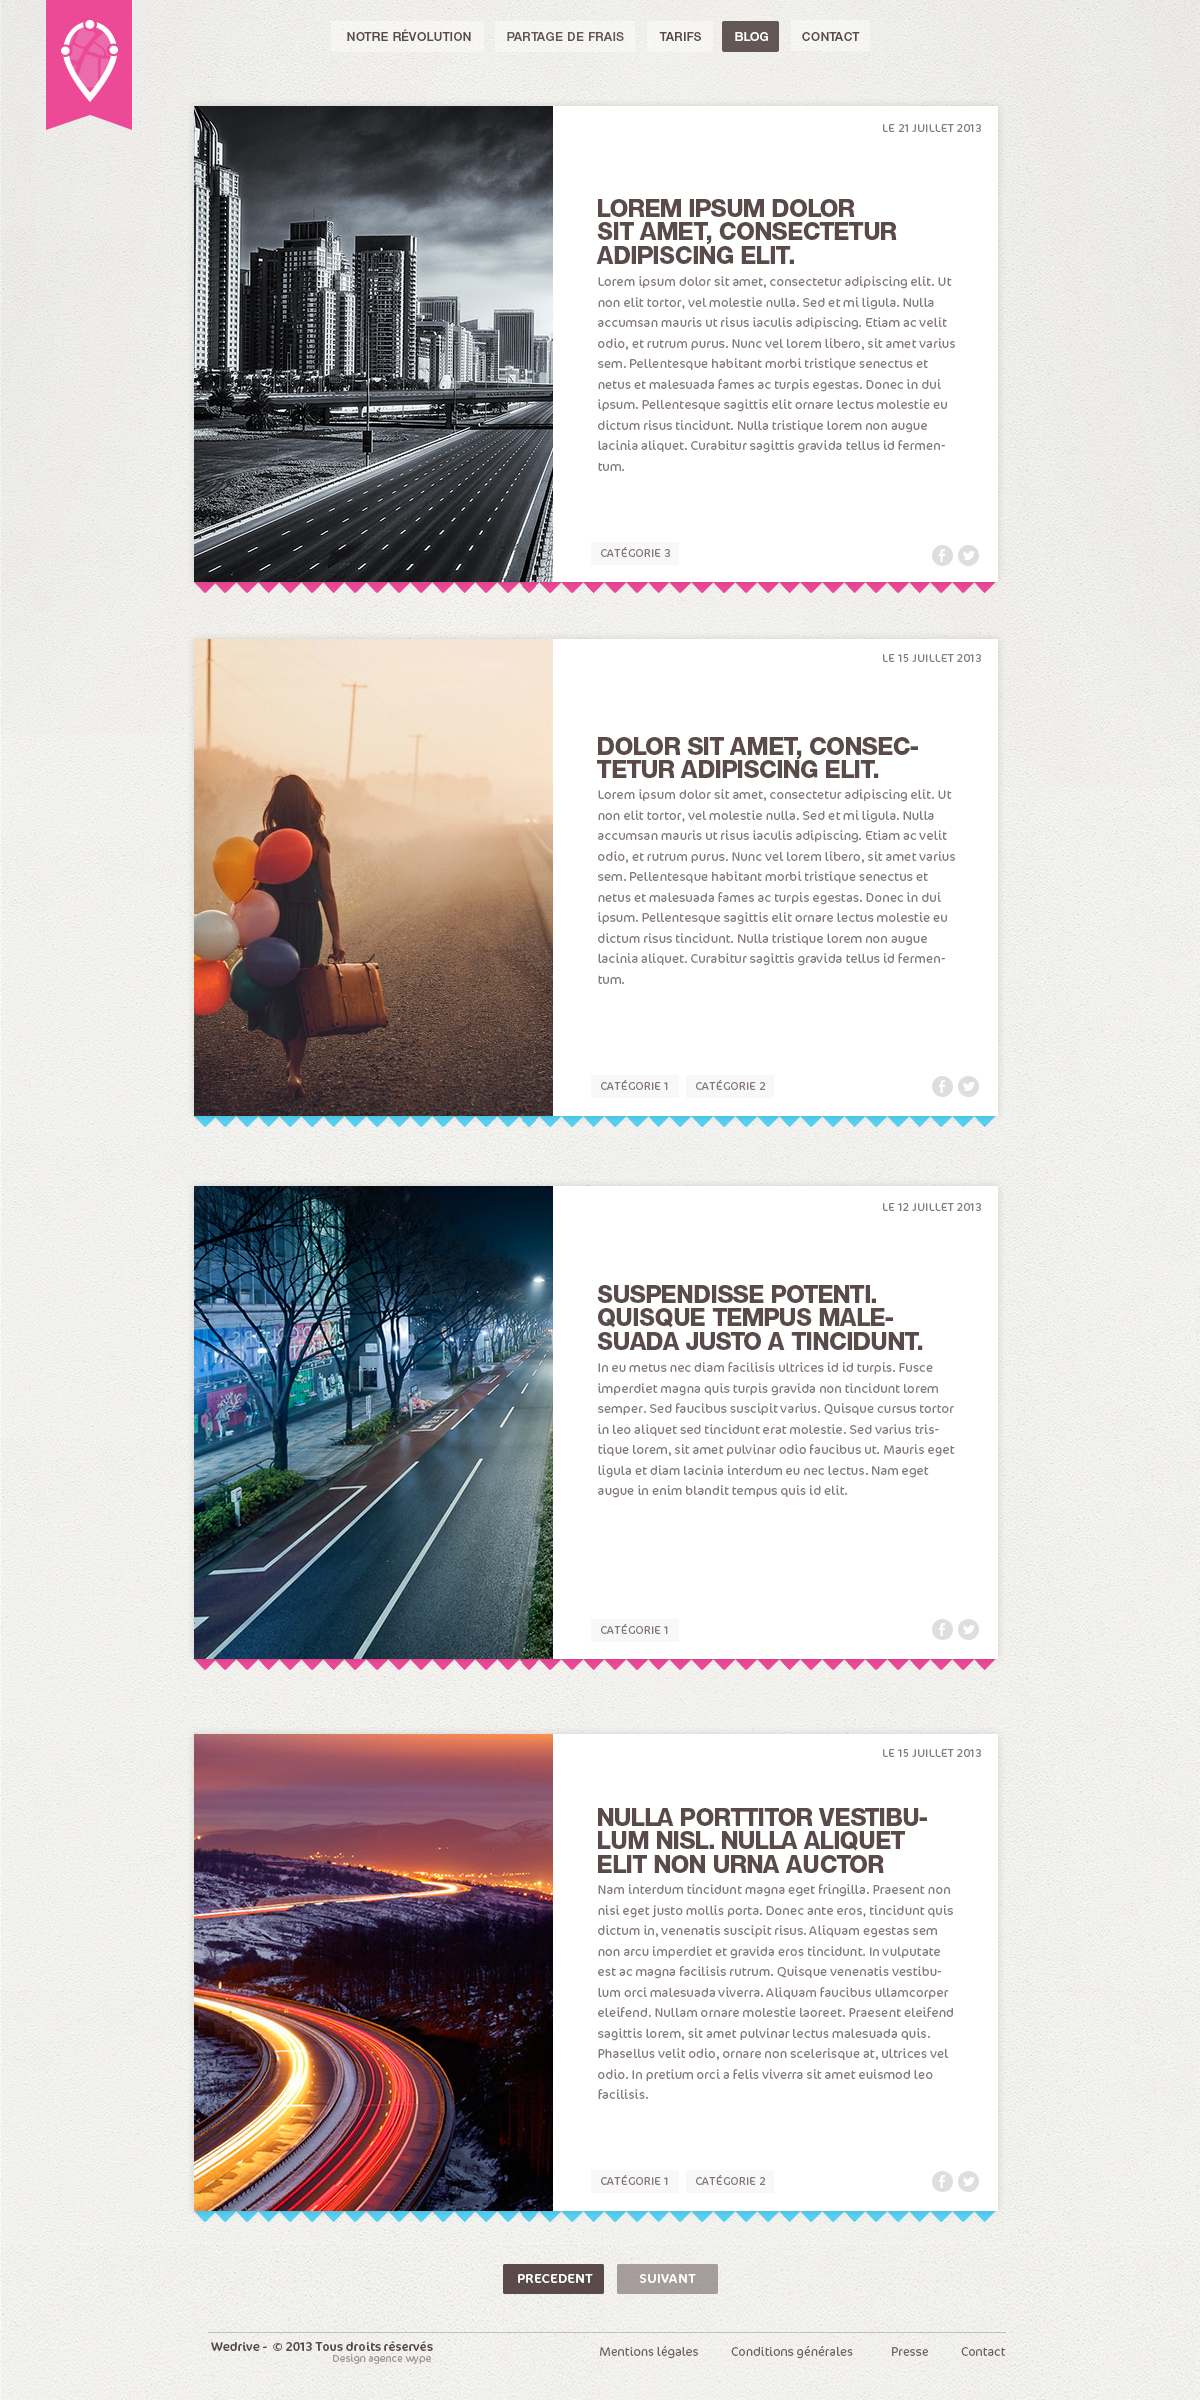 NOTRE RÉVOLUTION
PARTAGE DE FRAIS
TARIFS
BLOG
CONTACT
LE 21 JUILLET 2013
LOREM IPSUM DOLOR
SIT AMET, CONSECTETUR
ADIPISCING ELIT.
Lorem ipsum dolor sit amet, consectetur adipiscing elit. Ut
non elit tortor, vel molestie nulla. Sed et mi ligula. Nulla
accumsan mauris ut risus iaculis adipiscing. Etiam ac velit
odio, et rutrum purus. Nunc vel lorem libero, sit amet varius
sem. Pellentesque habitant morbi tristique senectus et
netus et malesuada fames ac turpis egestas. Donec in dui
ipsum. Pellentesque sagittis elit ornare lectus molestie eu
dictum risus tincidunt. Nulla tristique lorem non augue
lacinia aliquet. Curabitur sagittis gravida tellus id fermen-
tum.
CATÉGORIE 3
LE 15 JUILLET 2013
DOLOR SIT AMET, CONSEC-
TETUR ADIPISCING ELIT.
Lorem ipsum dolor sit amet, consectetur adipiscing elit. Ut
non elit tortor, vel molestie nulla. Sed et mi ligula. Nulla
accumsan mauris ut risus iaculis adipiscing. Etiam ac velit
odio, et rutrum purus. Nunc vel lorem libero, sit amet varius
sem. Pellentesque habitant morbi tristique senectus et
netus et malesuada fames ac turpis egestas. Donec in dui
ipsum. Pellentesque sagittis elit ornare lectus molestie eu
dictum risus tincidunt. Nulla tristique lorem non augue
lacinia aliquet. Curabitur sagittis gravida tellus id fermen-
tum.
CATÉGORIE 1
CATÉGORIE 2
LE 12 JUILLET 2013
SUSPENDISSE POTENTI.
QUISQUE TEMPUS MALE-
SUADA JUSTO A TINCIDUNT.
In eu metus nec diam facilisis ultrices id id turpis. Fusce
imperdiet magna quis turpis gravida non tincidunt lorem
semper. Sed faucibus suscipit varius. Quisque cursus tortor
in leo aliquet sed tincidunt erat molestie. Sed varius tris-
tique lorem, sit amet pulvinar odio faucibus ut. Mauris eget
ligula et diam lacinia interdum eu nec lectus. Nam eget
augue in enim blandit tempus quis id elit.
CATÉGORIE 1
LE 15 JUILLET 2013
NULLA PORTTITOR VESTIBU-
LUM NISL. NULLA ALIQUET
ELIT NON URNA AUCTOR
Nam interdum tincidunt magna eget fringilla. Praesent non
nisi eget justo mollis porta. Donec ante eros, tincidunt quis
dictum in, venenatis suscipit risus. Aliquam egestas sem
non arcu imperdiet et gravida eros tincidunt. In vulputate
est ac magna facilisis rutrum. Quisque venenatis vestibu-
lum orci malesuada viverra. Aliquam faucibus ullamcorper
eleifend. Nullam ornare molestie laoreet. Praesent eleifend
sagittis lorem, sit amet pulvinar lectus malesuada quis.
Phasellus velit odio, ornare non scelerisque at, ultrices vel
odio. In pretium orci a felis viverra sit amet euismod leo
facilisis.
CATÉGORIE 1
CATÉGORIE 2
PRECEDENT
SUIVANT
Wedrive - © 2013 Tous droits réservés
Design agence wype
Mentions légales
Conditions générales
Presse
Contact